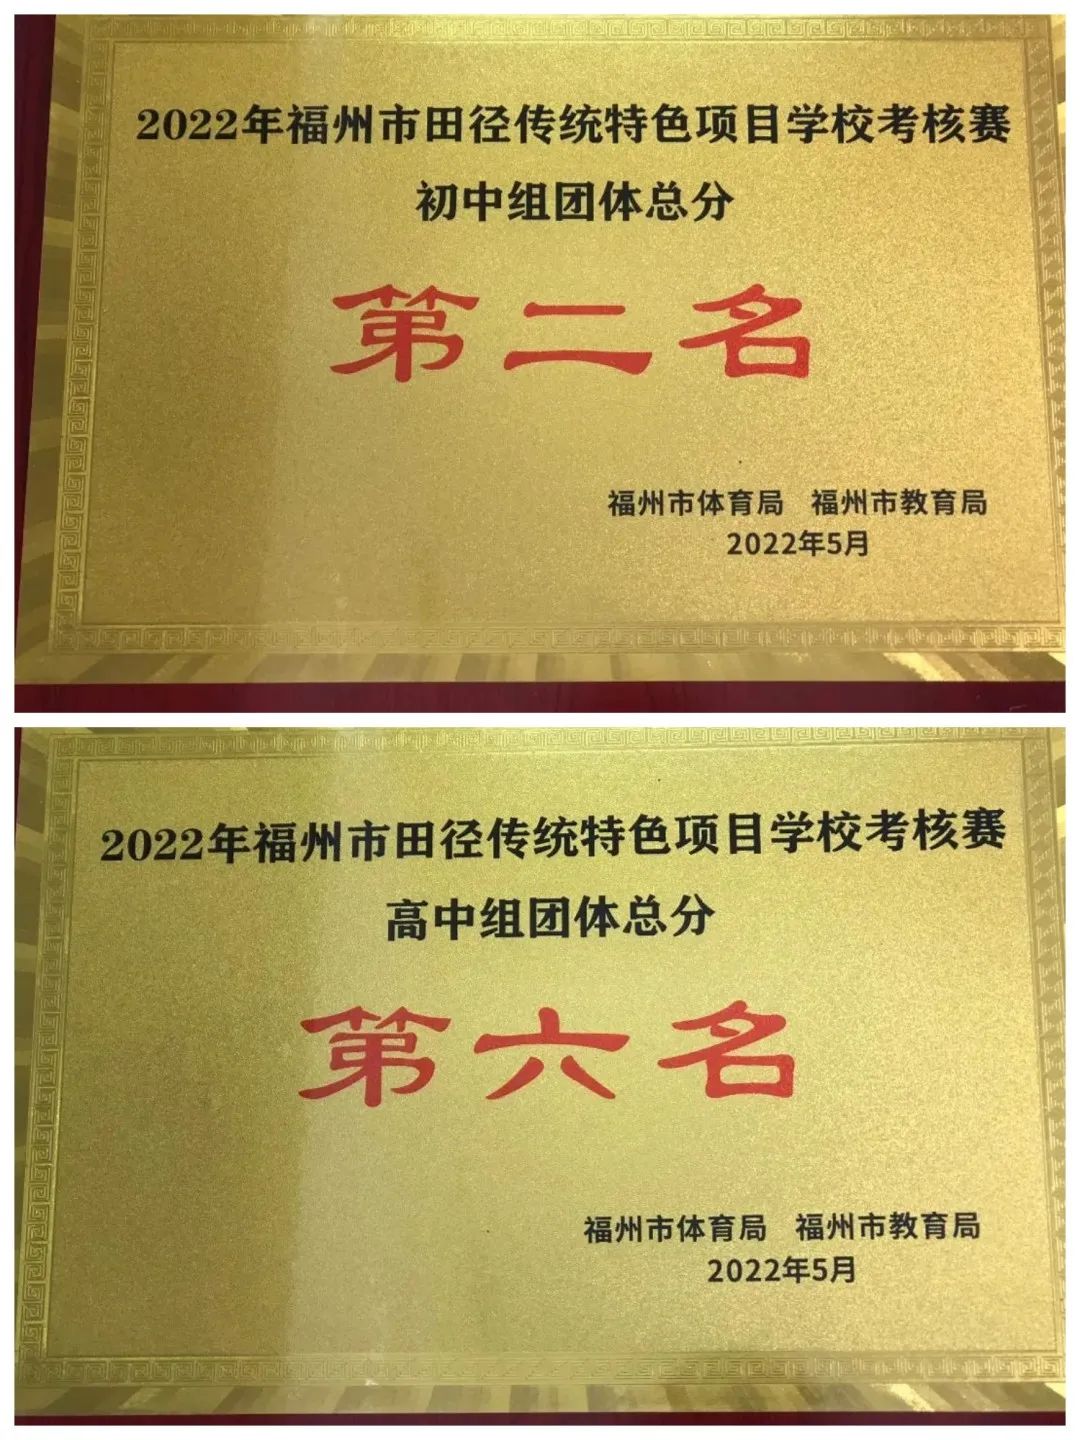 2022年福州市田径传统特色项目学校考核赛
初中组团体总分
第二名
福州市体育局 福州市教育局
2022年5月
2022年福州市田径传统特色项目学校考核赛
高中组团体总分
第六名
福州市体育局 福州市教育局
2022年5月